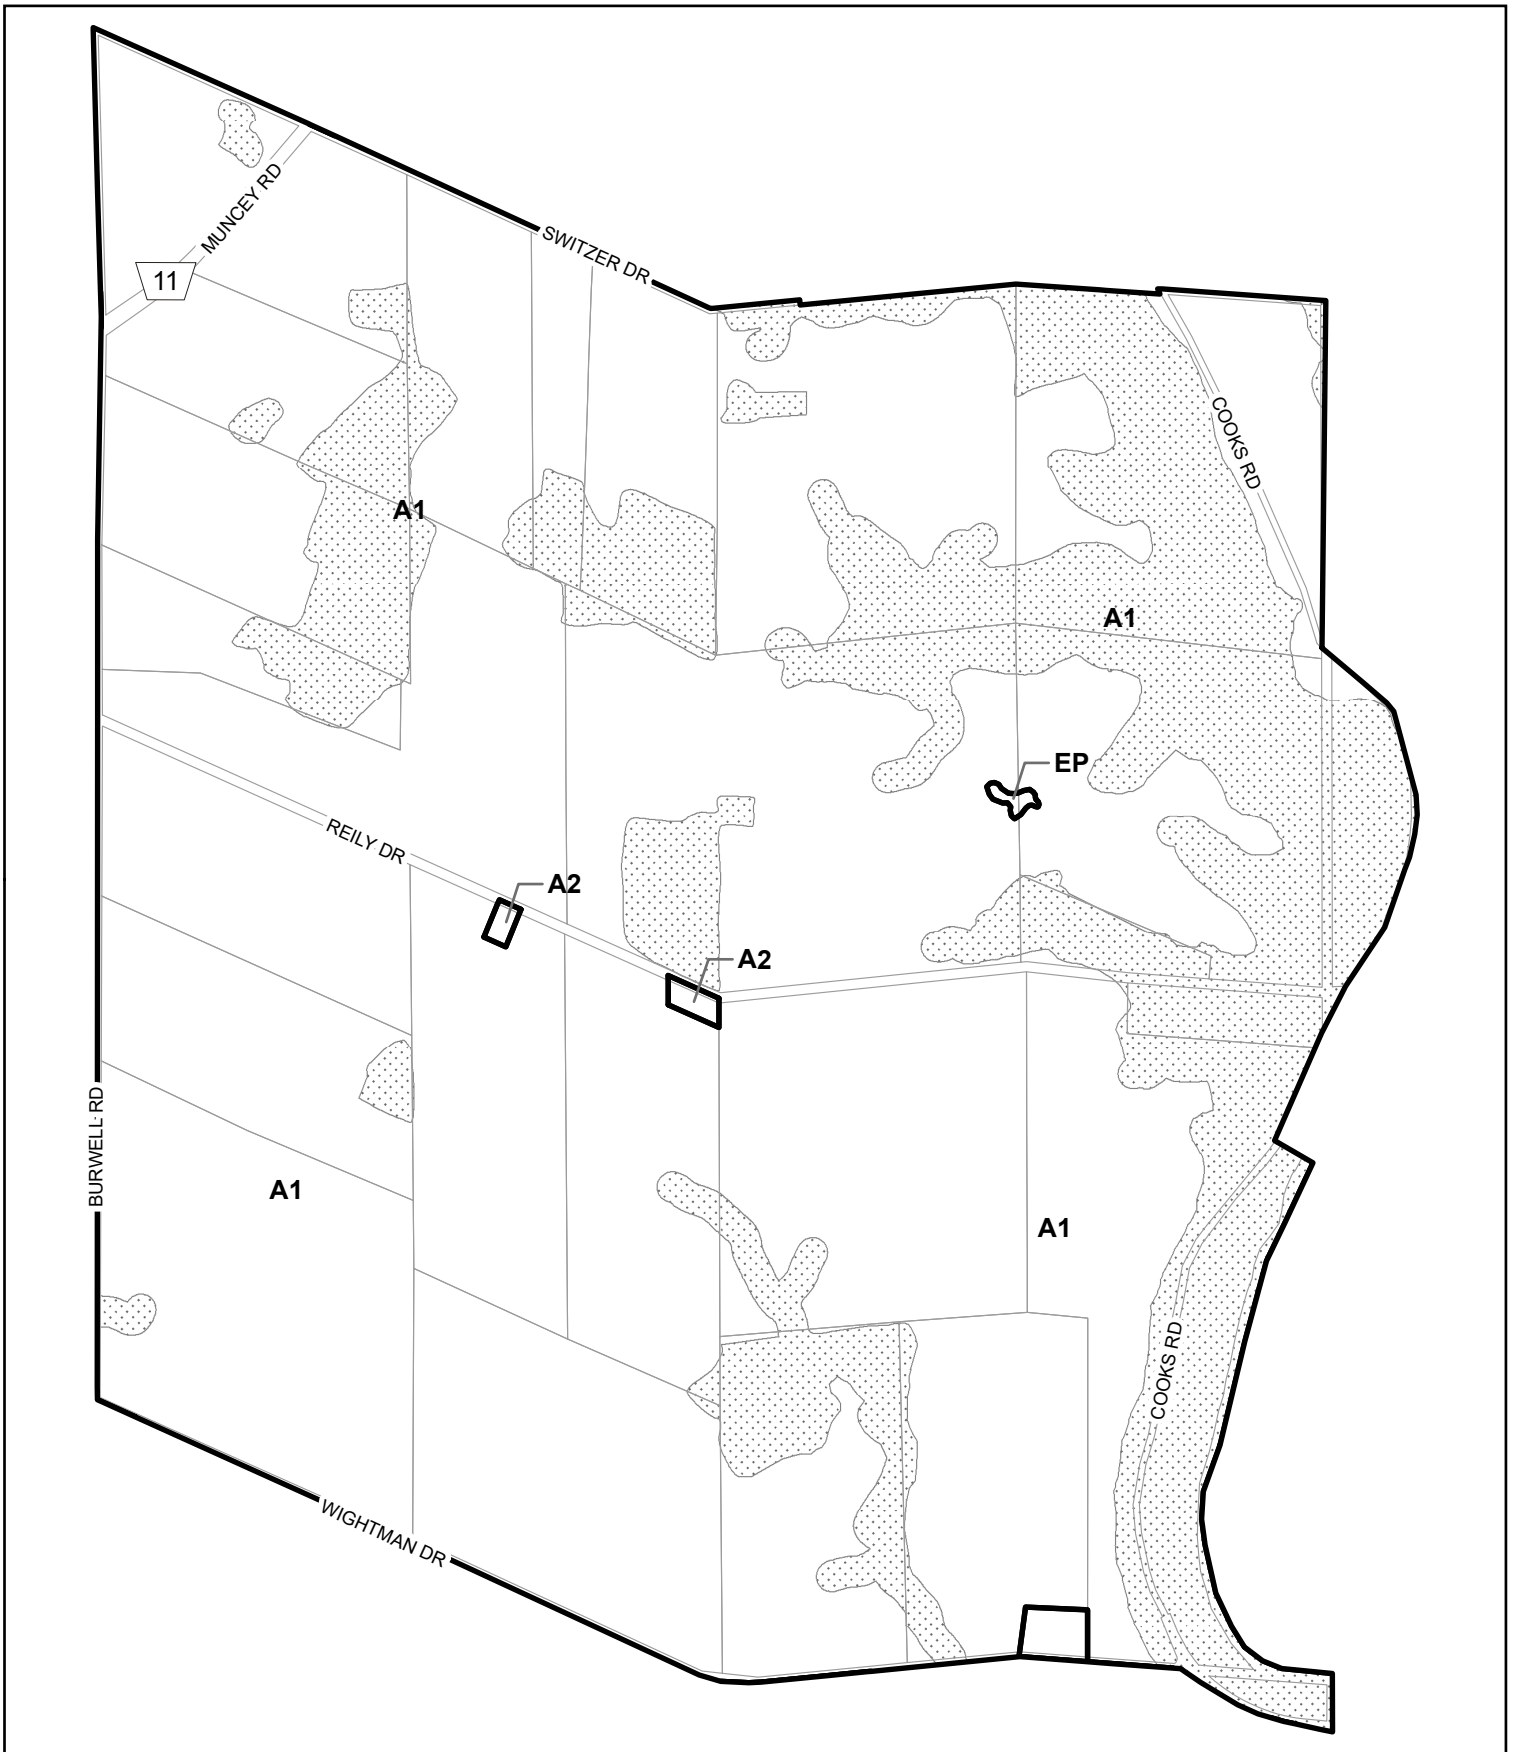 MUNCEY RD
SWITZER DR
11
COOKS RD
A1
A1
EP
REILY DR
A2
A2
BURWELL RD
A1
A1
COOKS RD
WIGHTMAN DR